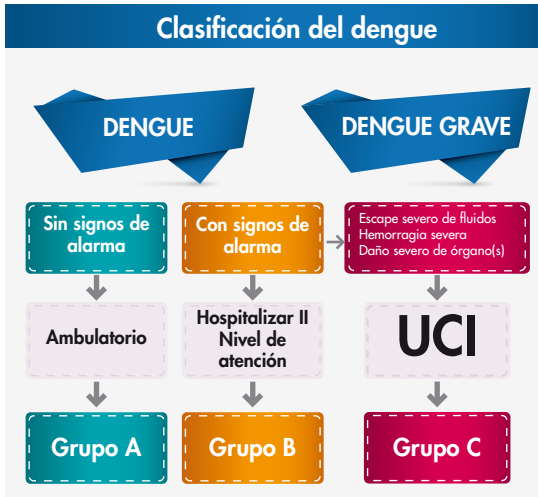 Clasificación del dengue
DENGUE
DENGUE GRAVE
Sin signos de
alarma
Con signos de
alarma
Escape severo de fluidos
Hemorragia severa
Daño severo de órgano(s)
Ambulatorio
Hospitalizar II
Nivel de
atención
UCI
Grupo A
Grupo B
Grupo C